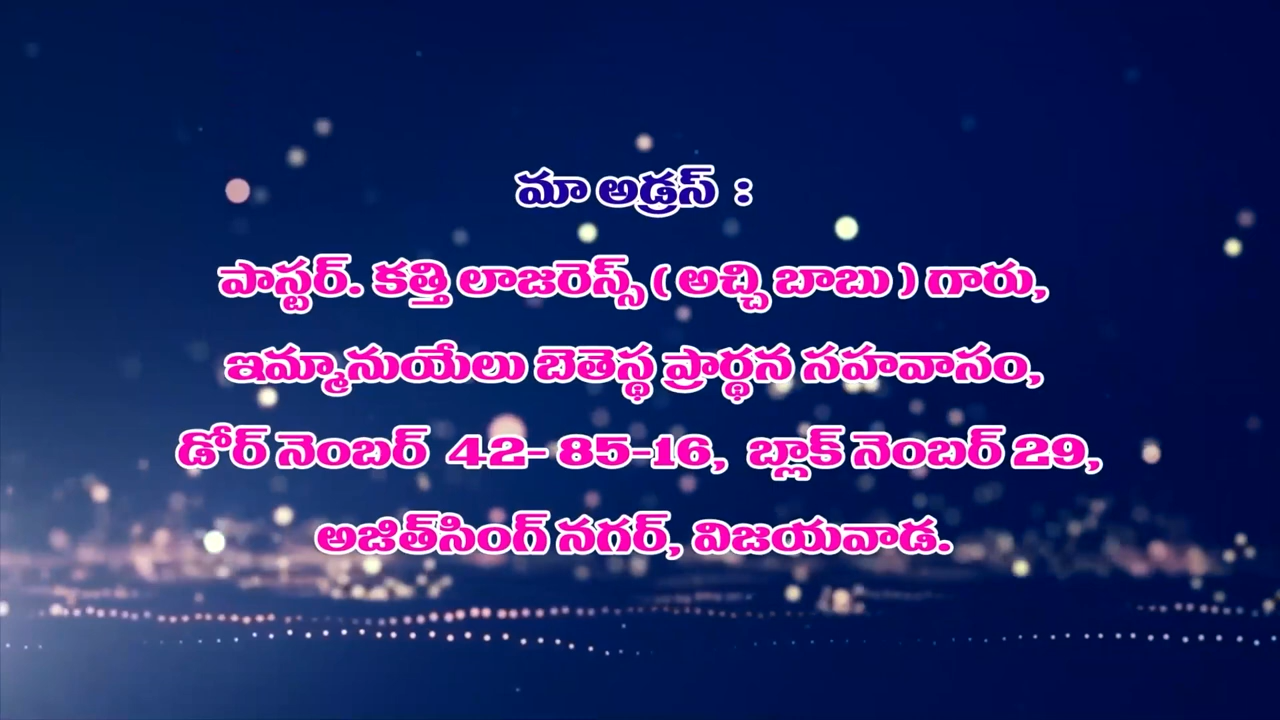 మా అడ్రస్ :
పాస్టర్. కత్తి లాజరెస్స్ ( అచ్చి బాబు ) గారు,
ఇమ్మానుయేలు బెతెస్థ ప్రార్థన సహవాసం,
డోర్ నెంబర్ 42- 85-16, బ్లాక్ నెంబర్ 29,
అజిత్‌సింగ్ నగర్, విజయవాడ.